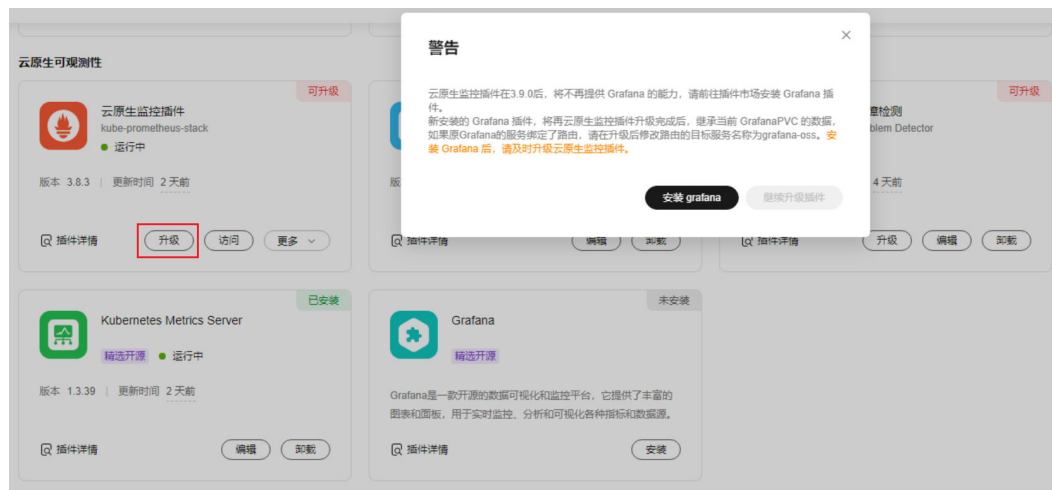 云原生可观测性
可升级
云原生监控插件
kube-prometheus-stack
运行中
版本 3.8.3 | 更新时间 2 天前
插件详情 升级 访问 更多
警告
云原生监控插件在3.9.0后，将不再提供 Grafana 的能力，请前往插件市场安装 Grafana 插
件。
新安装的 Grafana 插件，将再云原生监控插件升级完成后，继承当前 GrafanaPVC 的数据，
如果原Grafana的服务绑定了路由，请在升级后修改路由的目标服务名称为grafana-oss。安
装 Grafana 后，请及时升级云原生监控插件。
安装 grafana 继续升级插件
版
插件详情 编辑 卸载
可升级
章检测
blem Detector
4 天前
插件详情 升级 编辑 卸载
已安装
Kubernetes Metrics Server
精选开源 运行中
版本 1.3.39 | 更新时间 2 天前
插件详情 编辑 卸载
未安装
Grafana
精选开源
Grafana是一款开源的数据可视化和监控平台，它提供了丰富的
图表和面板，用于实时监控、分析和可视化各种指标和数据源。
插件详情 安装